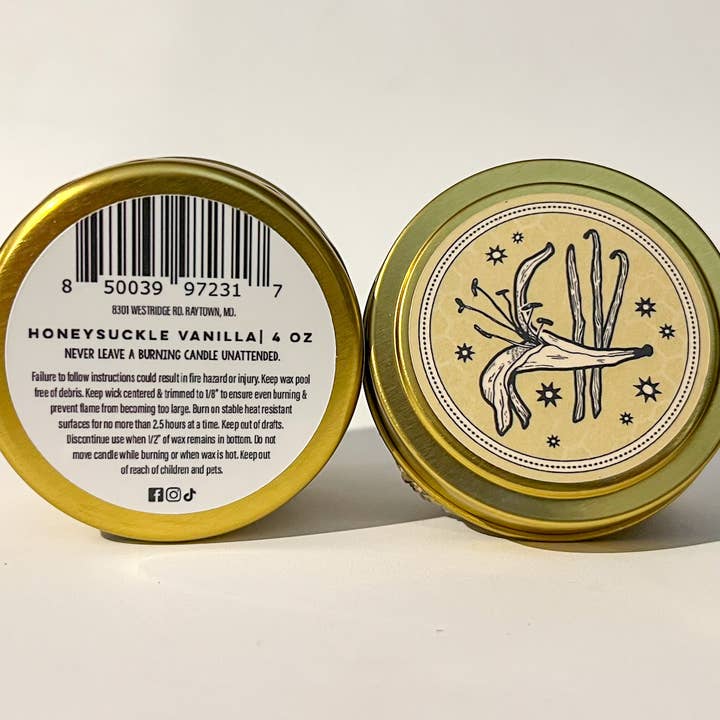 8 50039 97231 7
8301 WESTRIDGE RD. RAYTOWN, MO.
HONEYSUCKLE VANILLA| 4 OZ
NEVER LEAVE A BURNING CANDLE UNATTENDED.
Failure to follow instructions could result in fire hazard or injury. Keep wax pool
free of debris. Keep wick centered & trimmed to 1/8" to ensure even burning &
prevent flame from becoming too large. Burn on stable heat resistant
surfaces for no more than 2.5 hours at a time. Keep out of drafts.
Discontinue use when 1/2" of wax remains in bottom. Do not
move candle while burning or when wax is hot. Keep out
of reach of children and pets.